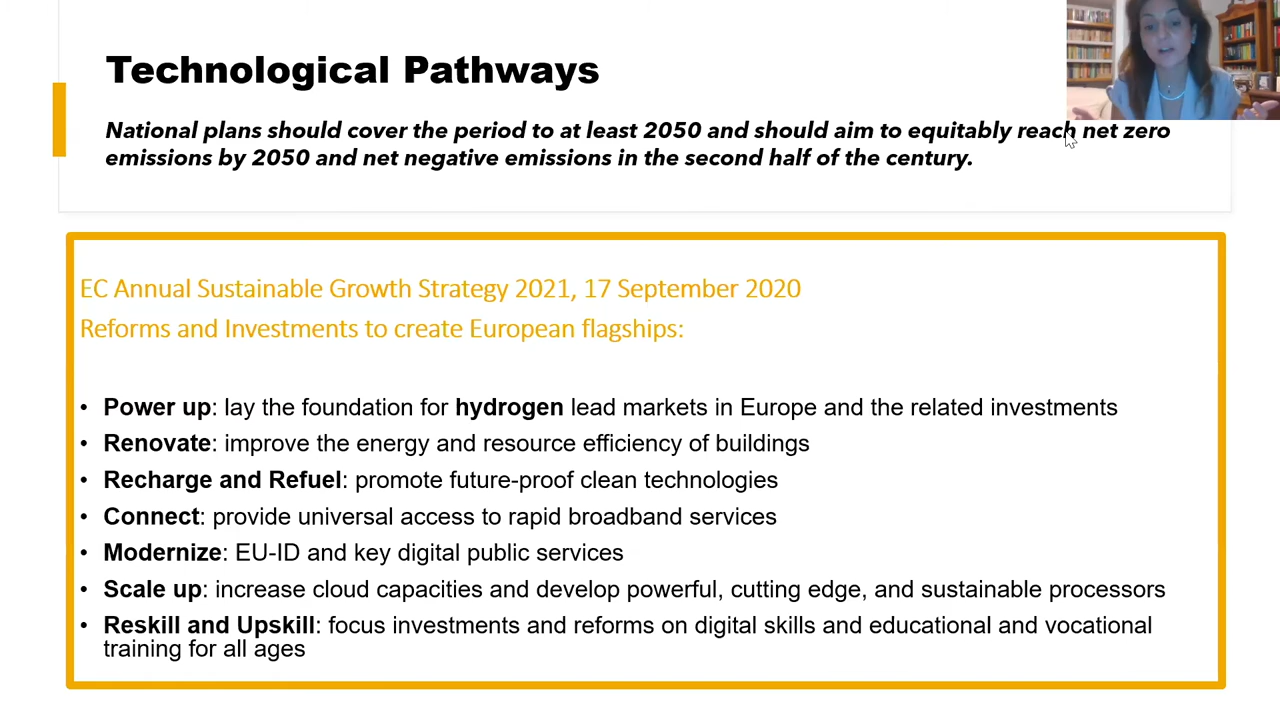 Technological Pathways
National plans should cover the period to at least 2050 and should aim to equitably reach net zero
emissions by 2050 and net negative emissions in the second half of the century.
EC Annual Sustainable Growth Strategy 2021, 17 September 2020
Reforms and Investments to create European flagships:
• Power up: lay the foundation for hydrogen lead markets in Europe and the related investments
• Renovate: improve the energy and resource efficiency of buildings
• Recharge and Refuel: promote future-proof clean technologies
• Connect: provide universal access to rapid broadband services
• Modernize: EU-ID and key digital public services
• Scale up: increase cloud capacities and develop powerful, cutting edge, and sustainable processors
• Reskill and Upskill: focus investments and reforms on digital skills and educational and vocational
training for all ages